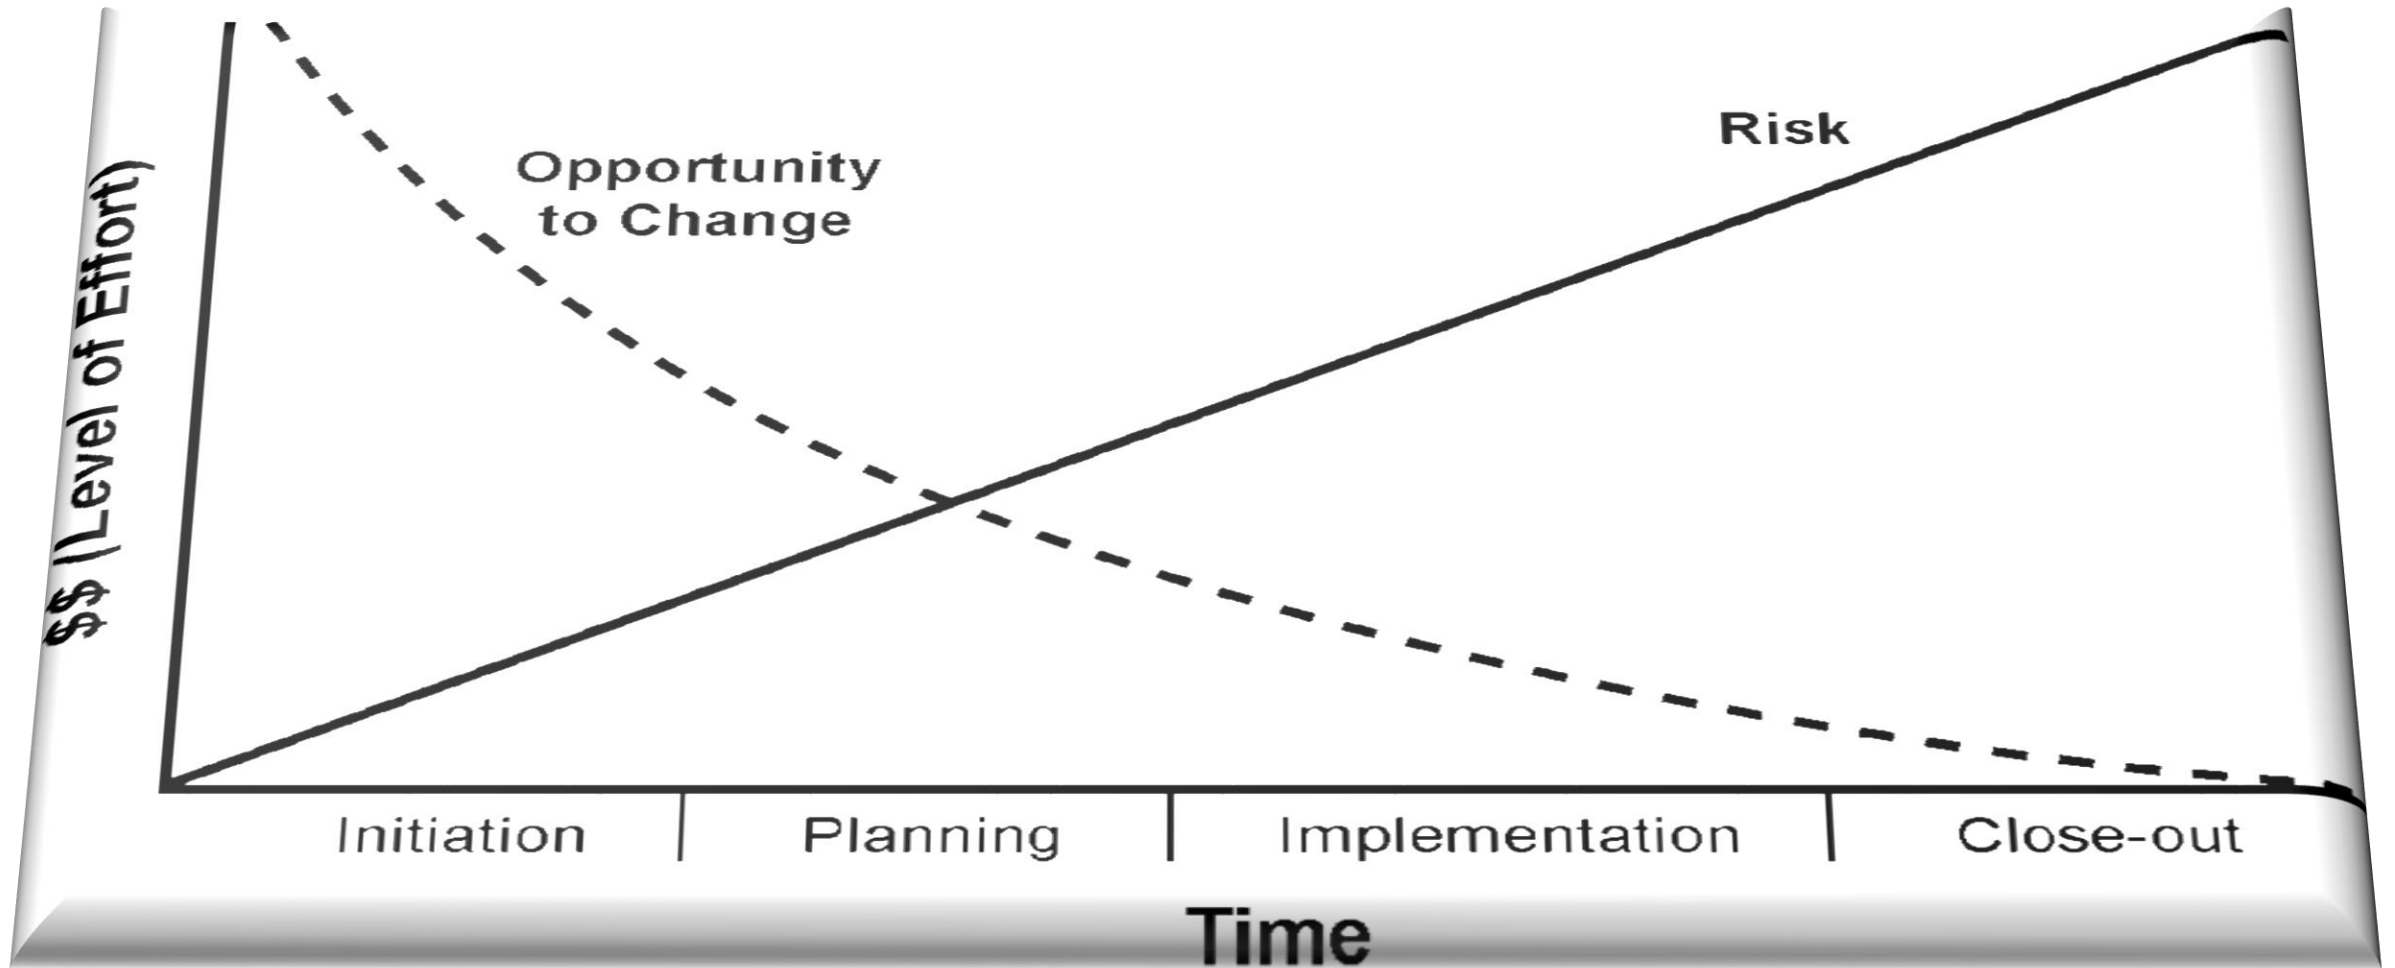 Opportunity
to Change
Risk
$$ (Level of Effort)
Initiation
Planning
Implementation
Close-out
Time